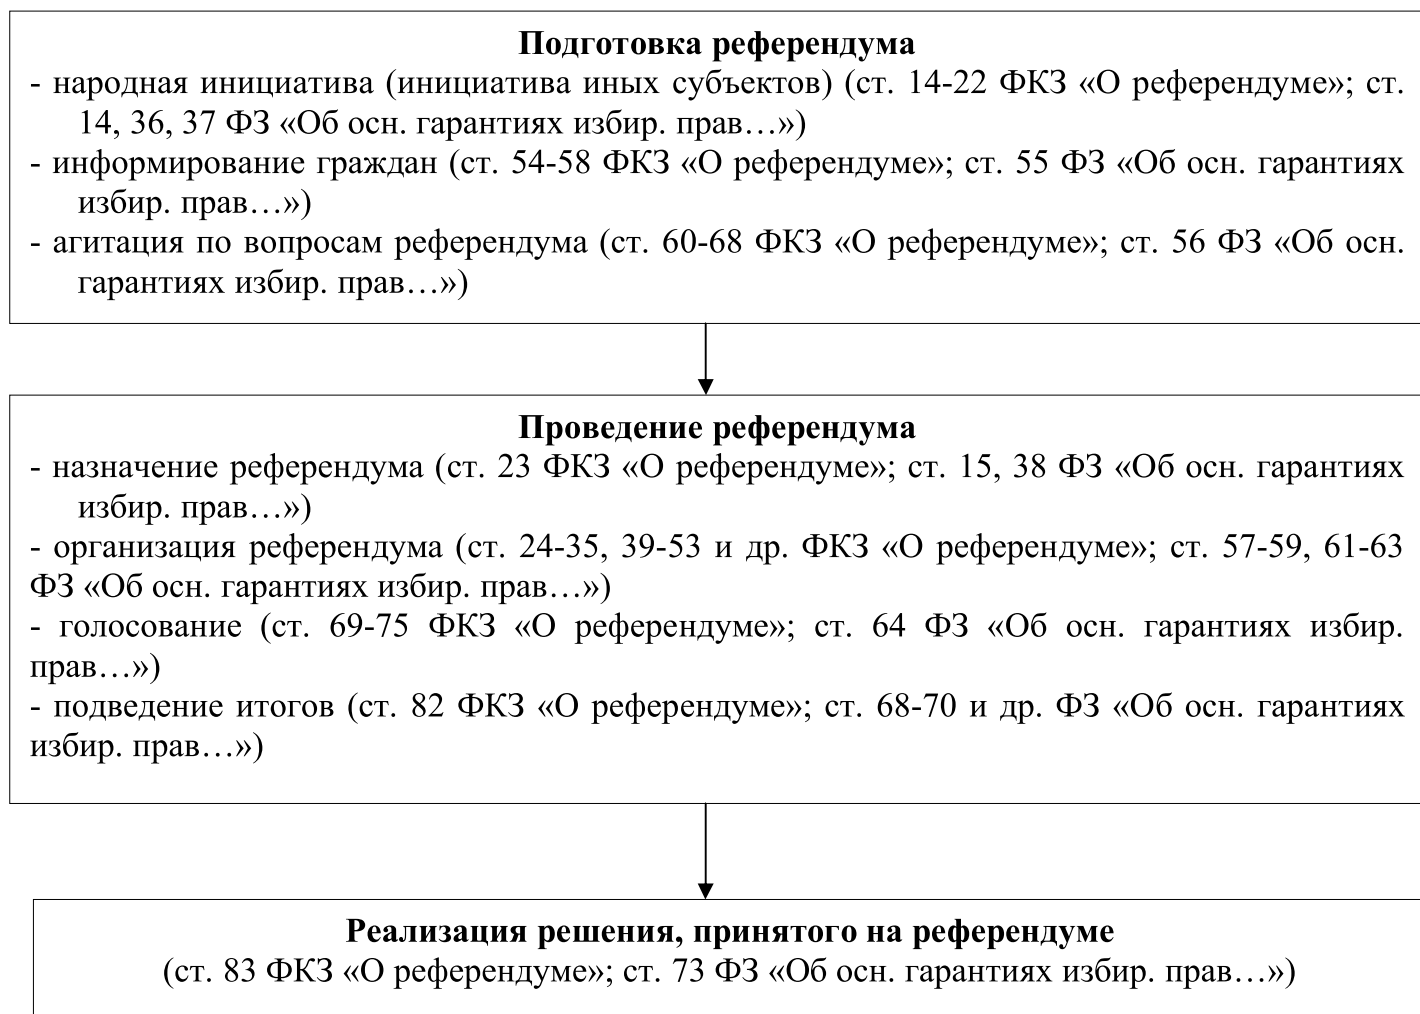 Подготовка референдума
- народная инициатива (инициатива иных субъектов) (ст. 14-22 ФКЗ «О референдуме»; ст.
14, 36, 37 ФЗ «Об осн. гарантиях избир. прав…»)
- информирование граждан (ст. 54-58 ФКЗ «О референдуме»; ст. 55 ФЗ «Об осн. гарантиях
избир. прав…»)
- агитация по вопросам референдума (ст. 60-68 ФКЗ «О референдуме»; ст. 56 ФЗ «Об осн.
гарантиях избир. прав…»)
Проведение референдума
- назначение референдума (ст. 23 ФКЗ «О референдуме»; ст. 15, 38 ФЗ «Об осн. гарантиях
избир. прав…»)
- организация референдума (ст. 24-35, 39-53 и др. ФКЗ «О референдуме»; ст. 57-59, 61-63
ФЗ «Об осн. гарантиях избир. прав…»)
- голосование (ст. 69-75 ФКЗ «О референдуме»; ст. 64 ФЗ «Об осн. гарантиях избир.
прав…»)
- подведение итогов (ст. 82 ФКЗ «О референдуме»; ст. 68-70 и др. ФЗ «Об осн. гарантиях
избир. прав…»)
Реализация решения, принятого на референдуме
(ст. 83 ФКЗ «О референдуме»; ст. 73 ФЗ «Об осн. гарантиях избир. прав…»)